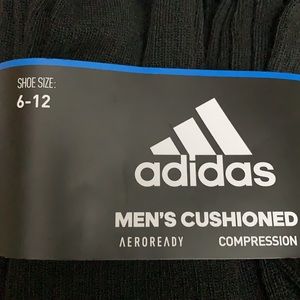 SHOE SIZE:
6-12
adidas
MEN'S CUSHIONED
AEROREADY COMPRESSION